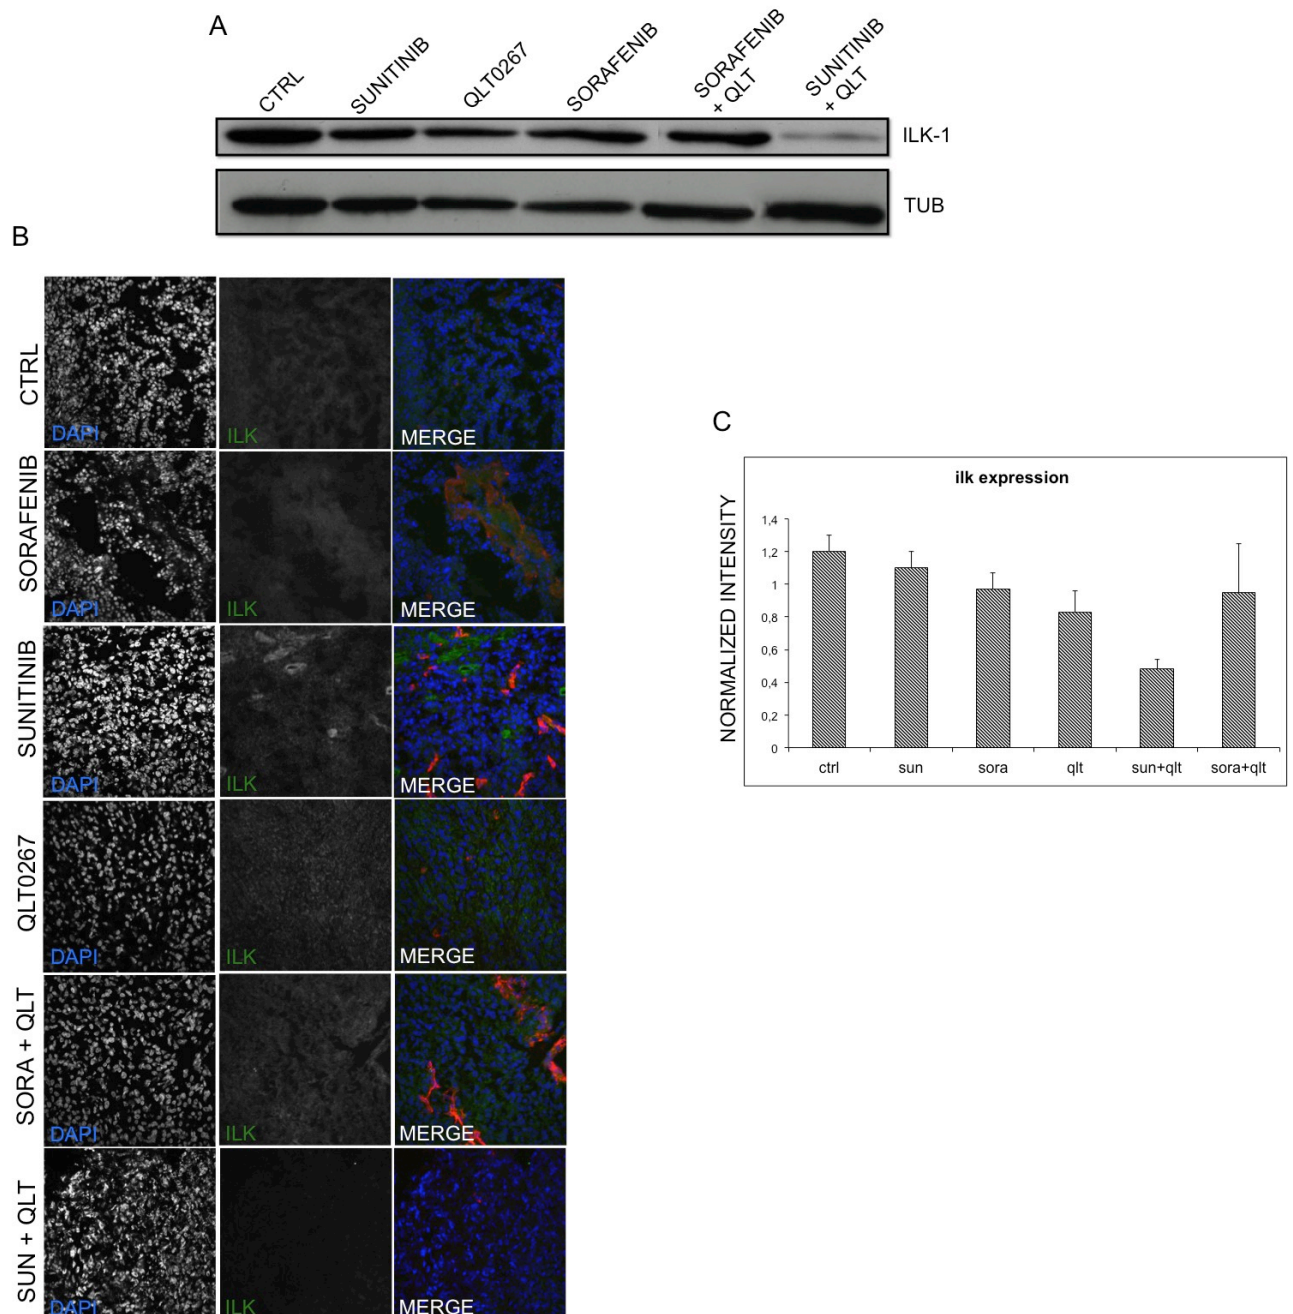 A
CTRL
SUNITINIB
QLT0267
SORAFENIB
SORAFENIB
+ QLT
SUNITINIB
+ QLT
ILK-1
TUB
B
CTRL
DAPI
ILK
MERGE
SORAFENIB
DAPI
ILK
MERGE
SUNITINIB
DAPI
ILK
MERGE
QLT0267
DAPI
ILK
MERGE
SORA + QLT
DAPI
ILK
MERGE
SUN + QLT
DAPI
ILK
MERGE
C
ilk expression
NORMALIZED INTENSITY
1,4
1,2
1
0,8
0,6
0,4
0,2
0
ctrl
sun
sora
qlt
sun+qlt
sora+qlt